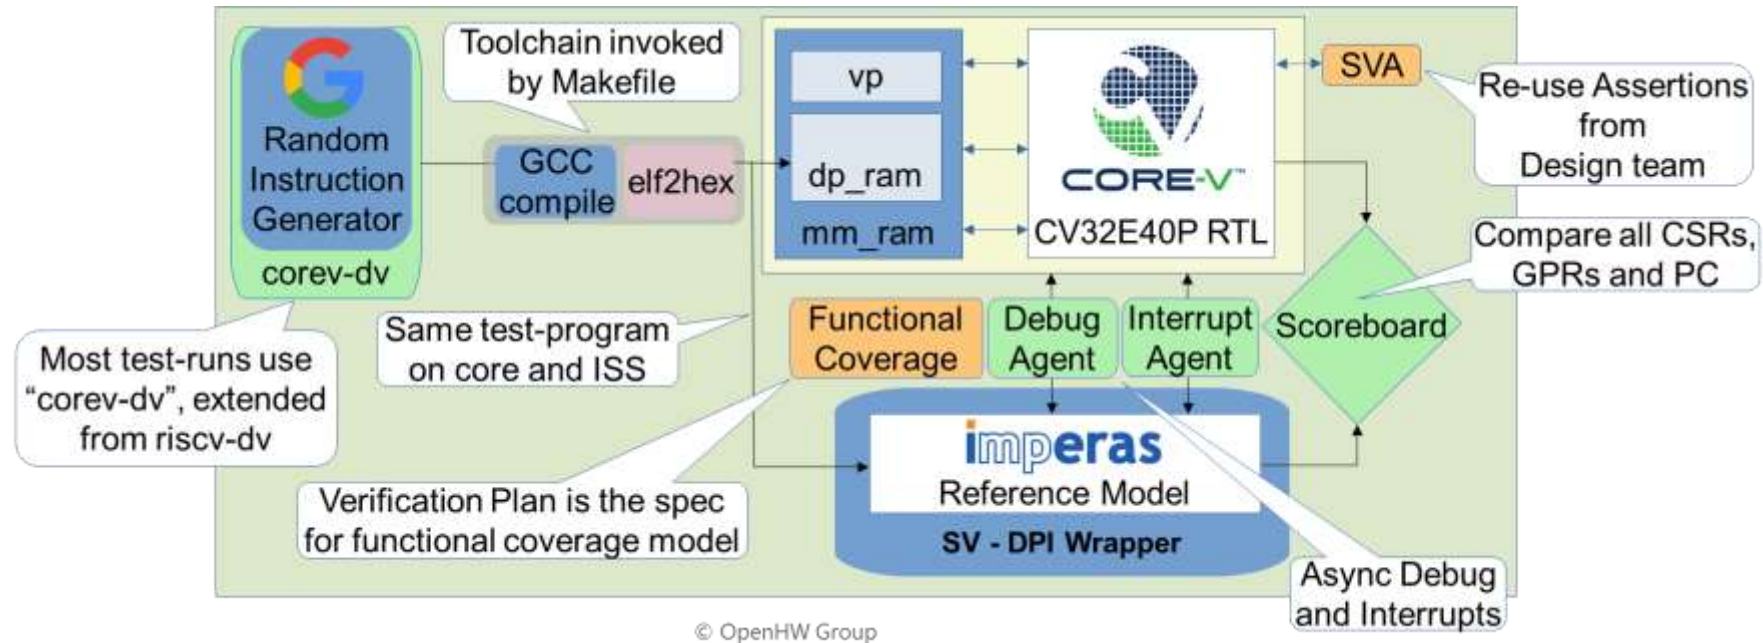 Random
Instruction
Generator
corev-dv
Toolchain invoked
by Makefile
GCC
compile
elf2hex
vp
dp_ram
mm_ram
CORE-V™
CV32E40P RTL
SVA
Re-use Assertions
from
Design team
Compare all CSRs,
GPRs and PC
Scoreboard
Same test-program
on core and ISS
Functional
Coverage
Debug
Agent
Interrupt
Agent
Most test-runs use
“corev-dv”, extended
from riscv-dv
imperas
Reference Model
SV - DPI Wrapper
Verification Plan is the spec
for functional coverage model
Async Debug
and Interrupts
© OpenHW Group